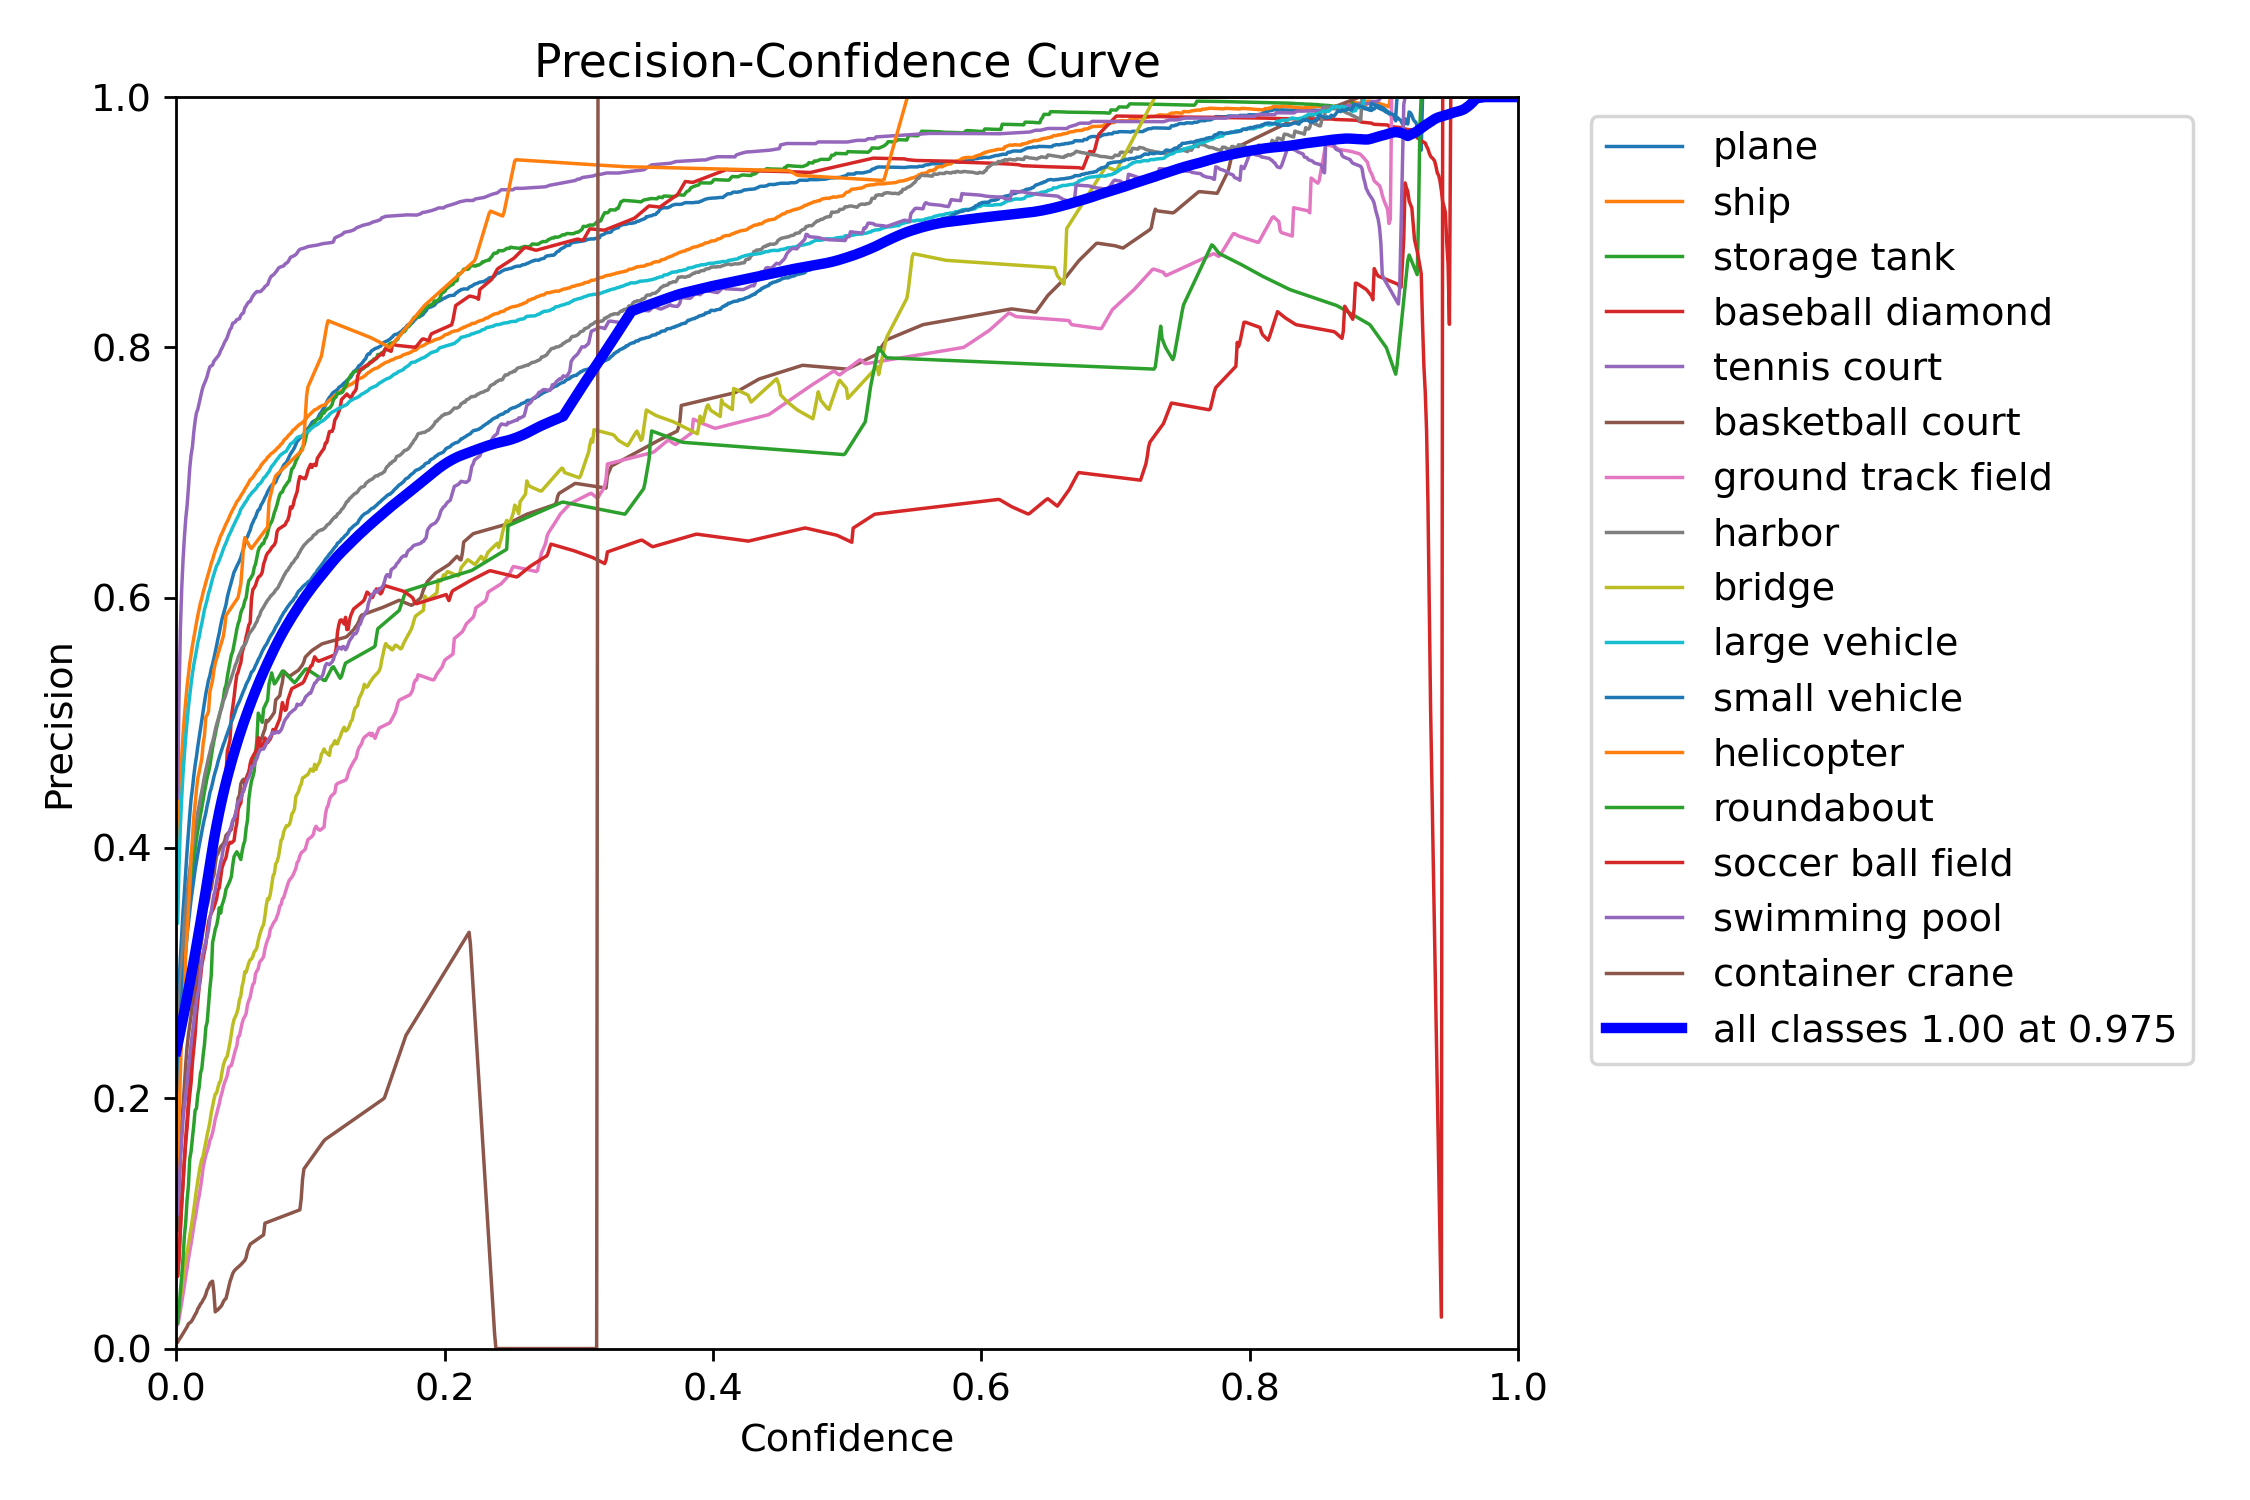 Precision-Confidence Curve
1.0
0.8
0.6
0.4
0.2
0.0
Precision
0.0 0.2 0.4 0.6 0.8 1.0
Confidence
plane
ship
storage tank
baseball diamond
tennis court
basketball court
ground track field
harbor
bridge
large vehicle
small vehicle
helicopter
roundabout
soccer ball field
swimming pool
container crane
all classes 1.00 at 0.975